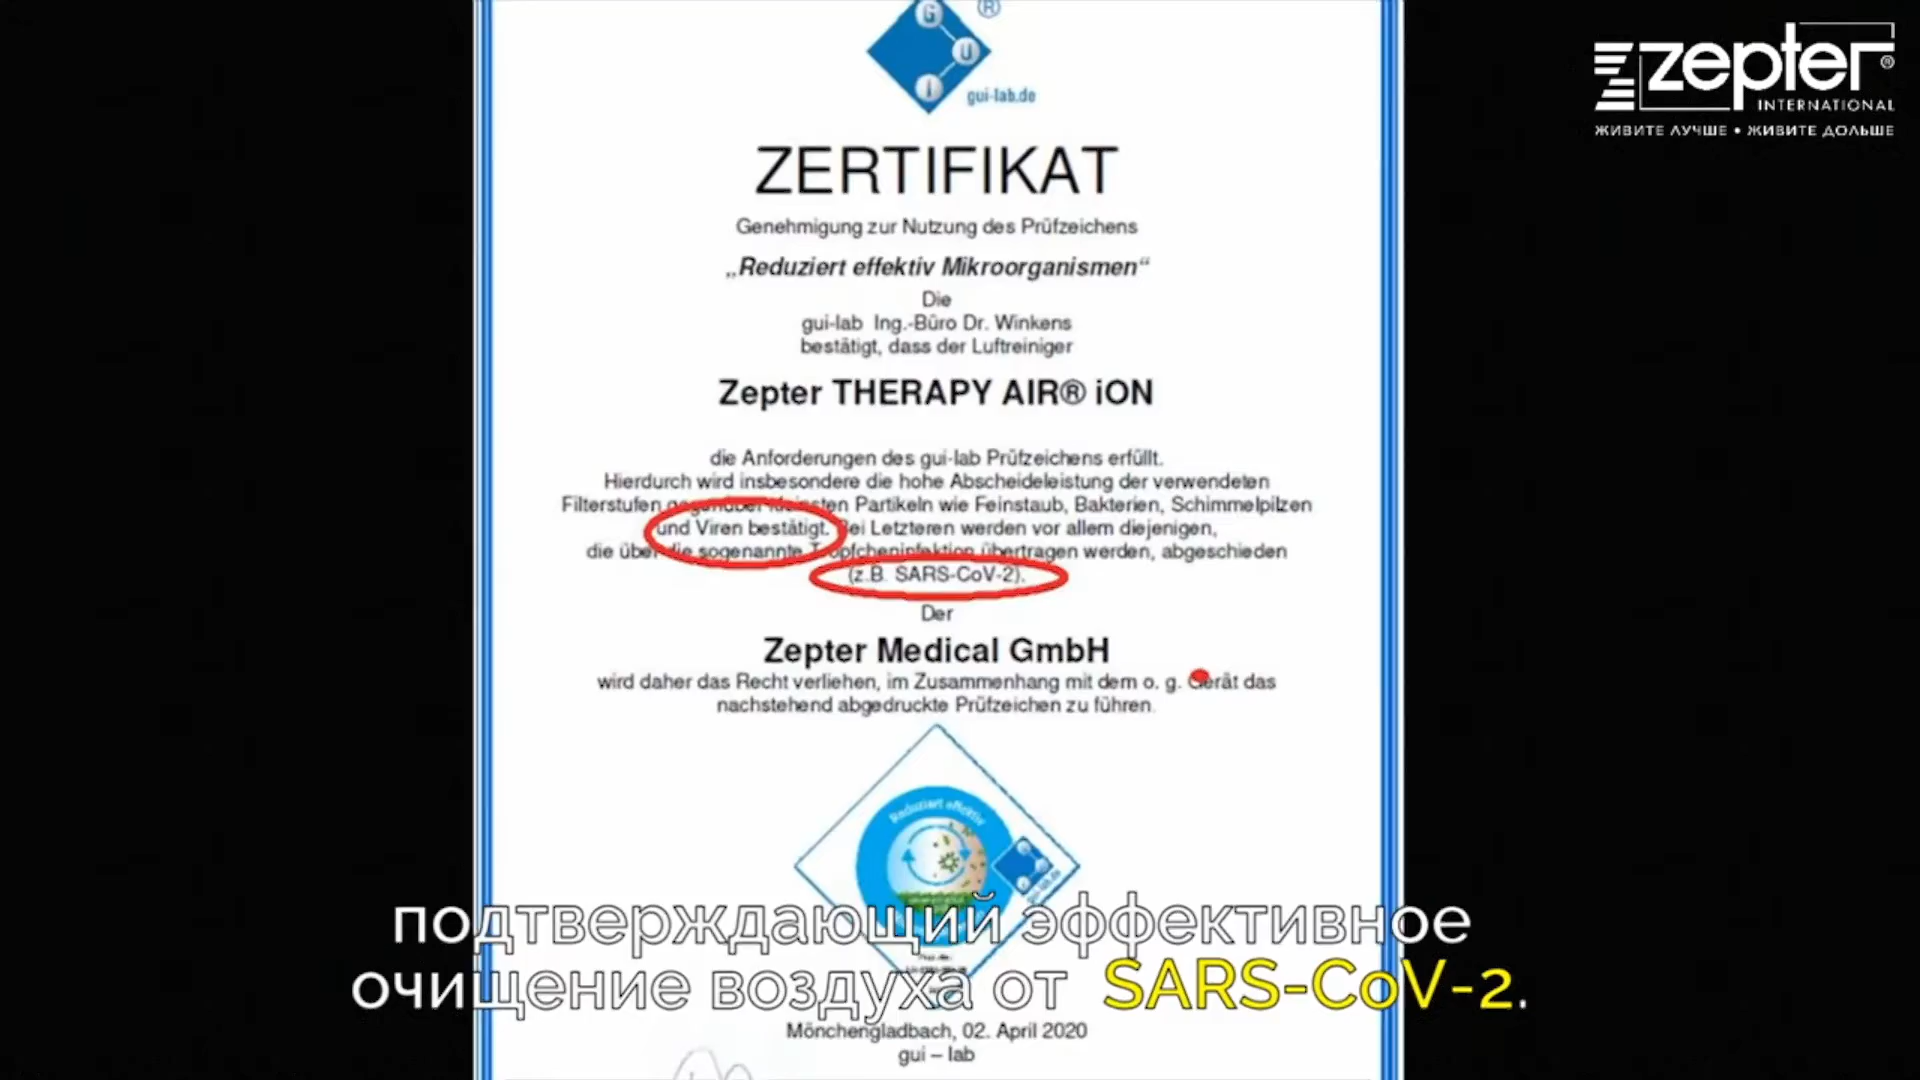 G
U
I
®
gui-lab.de
zepter®
INTERNATIONAL
ЖИВИТЕ ЛУЧШЕ • ЖИВИТЕ ДОЛЬШЕ
ZERTIFIKAT
Genehmigung zur Nutzung des Prüfzeichens
„Reduziert effektiv Mikroorganismen“
Die
gui-lab Ing.-Büro Dr. Winkens
bestätigt, dass der Luftreiniger
Zepter THERAPY AIR® iON
die Anforderungen des gui-lab Prüfzeichens erfüllt.
Hierdurch wird insbesondere die hohe Abscheideleistung der verwendeten
Filterstufen gegenüber kleinsten Partikeln wie Feinstaub, Bakterien, Schimmelpilzen
und Viren bestätigt. Bei Letzteren werden vor allem diejenigen,
die über die sogenannte Tröpfcheninfektion übertragen werden, abgeschieden
(z.B. SARS-CoV-2).
Der
Zepter Medical GmbH
wird daher das Recht verliehen, im Zusammenhang mit dem o. g. Gerät das
nachstehend abgedruckte Prüfzeichen zu führen.
Reduziert effektiv
подтверждающий эффективное
очищение воздуха от SARS-CoV-2.
Mönchengladbach, 02. April 2020
gui – lab